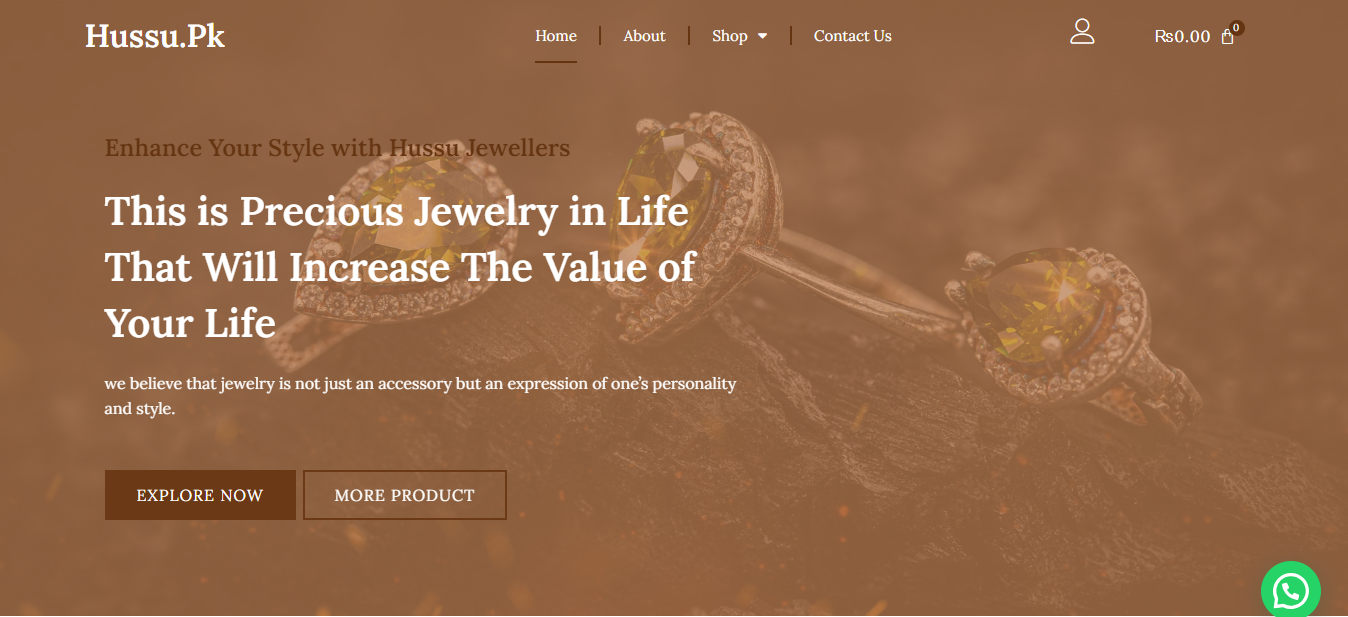 Hussu.Pk
Home
About
Shop
Contact Us
₨0.00
0
Enhance Your Style with Hussu Jewellers
This is Precious Jewelry in Life
That Will Increase The Value of
Your Life
we believe that jewelry is not just an accessory but an expression of one’s personality
and style.
EXPLORE NOW
MORE PRODUCT